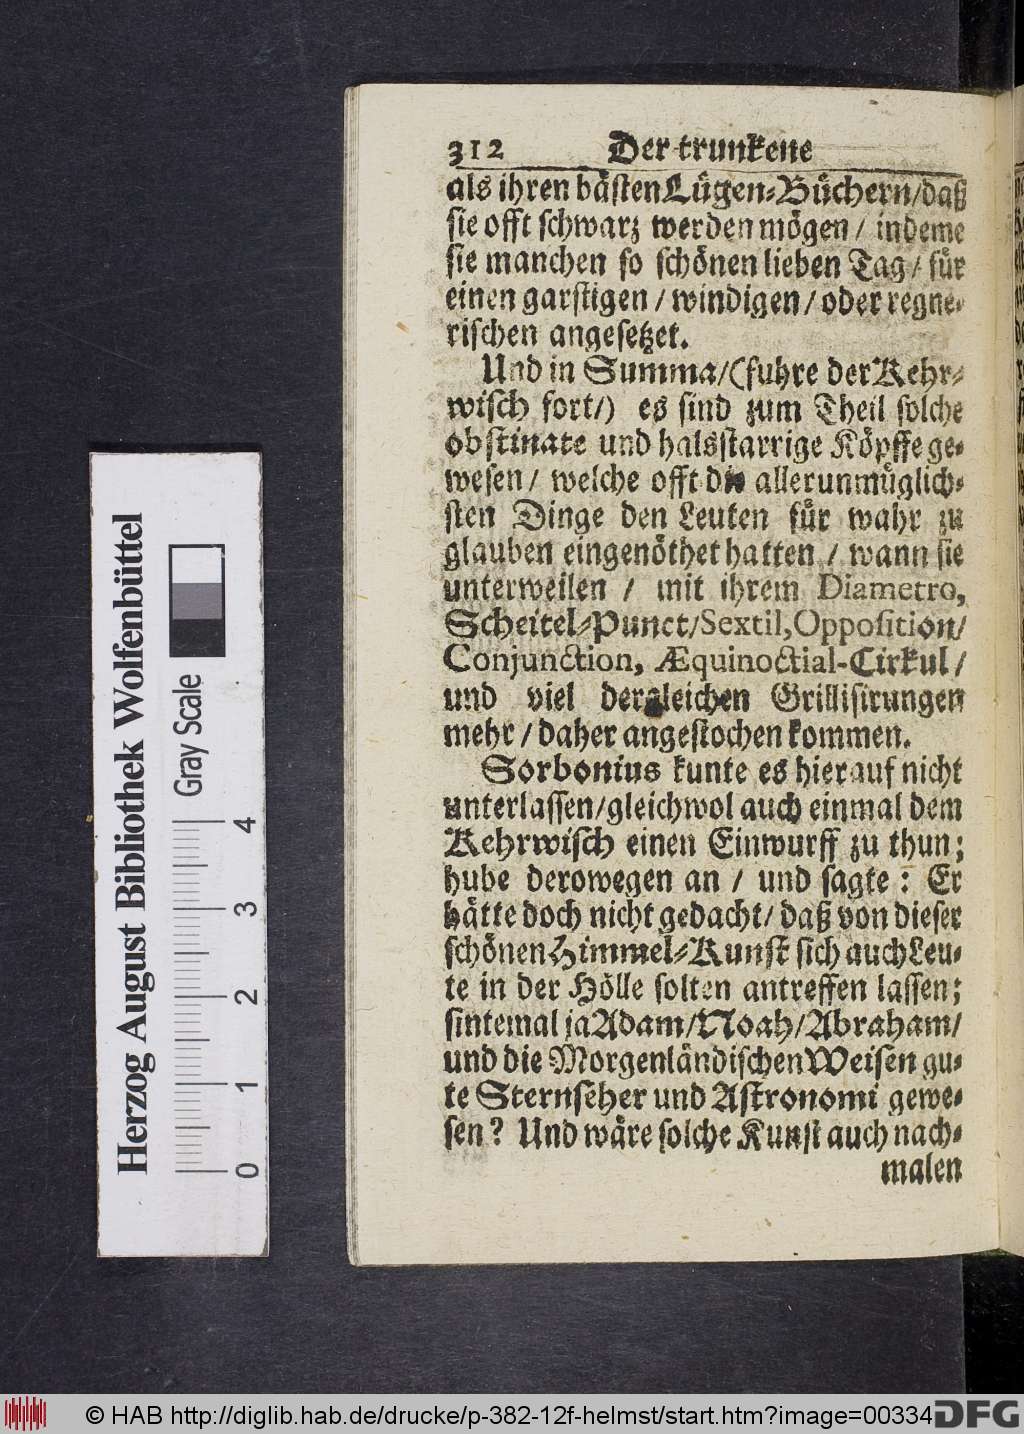 312 Der trunkene
als ihren bästen Lügen-Büchern/daß
sie offt schwarz werden mögen / indeme
sie manchen so schönen lieben Tag / für
einen garstigen / windigen / oder regne-
rischen angesetzet.
Und in Summa/(fuhre der Kehr-
wisch fort/) es sind zum Theil solche
obstinate und halsstarrige Köpffe ge-
wesen / welche offt die allerunmüglich-
sten Dinge den Leuten für wahr zu
glauben eingenöthet hatten / wann sie
unterweilen / mit ihrem Diametro,
Scheitel-Punct/Sextil,Opposition/
Conjunction, Æquinoctial-Cirkul /
und viel dergleichen Grillisirungen
mehr / daher angestochen kommen.
Sorbonius kunte es hierauf nicht
unterlassen/gleichwol auch einmal dem
Kehrwisch einen Einwurff zu thun;
hube derowegen an / und sagte : Er
hätte doch nicht gedacht/ daß von dieser
schönen Himmel-Kunst sich auch Leu-
te in der Hölle solten antreffen lassen;
sintemal ja Adam/Noah/Abraham/
und die Morgenländischen Weisen gu-
te Sternseher und Astronomi gewe-
sen? Und wäre solche Kunst auch nach-
malen
Herzog August Bibliothek Wolfenbüttel
Gray Scale
0 1 2 3 4
© HAB http://diglib.hab.de/drucke/p-382-12f-helmst/start.htm?image=00334
DFG